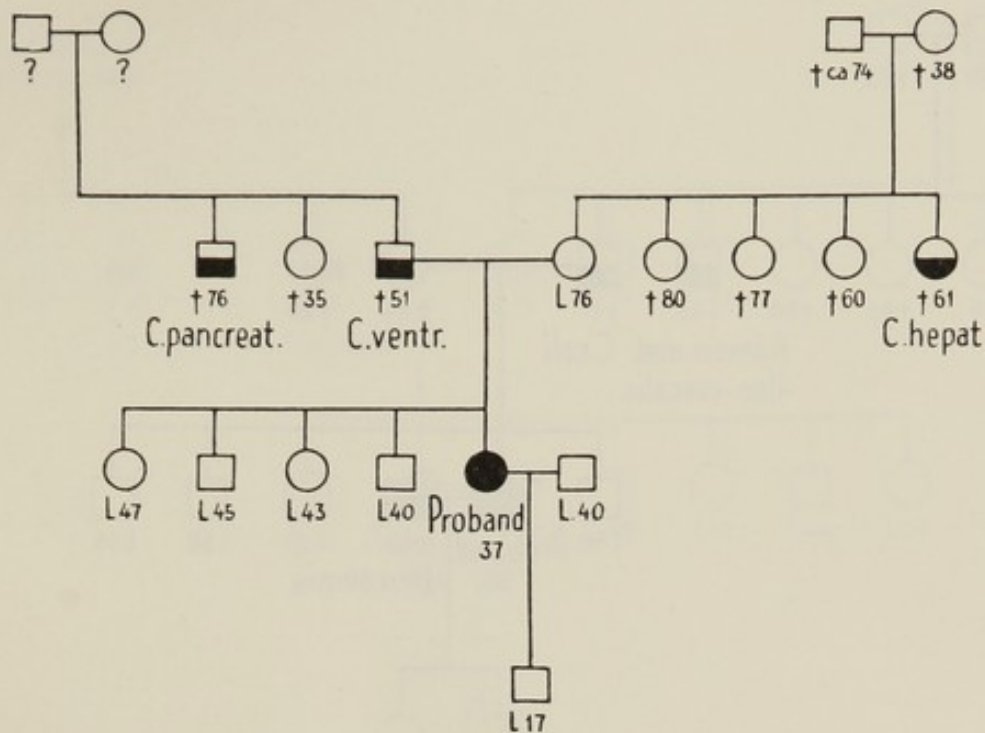 ? ? † ca 74 † 38
† 76 † 35 † 51 L 76 † 80 † 77 † 60 † 61
C.pancreat. C.ventr. C.hepat
L 47 L 45 L 43 L 40 Proband L.40
37
L 17